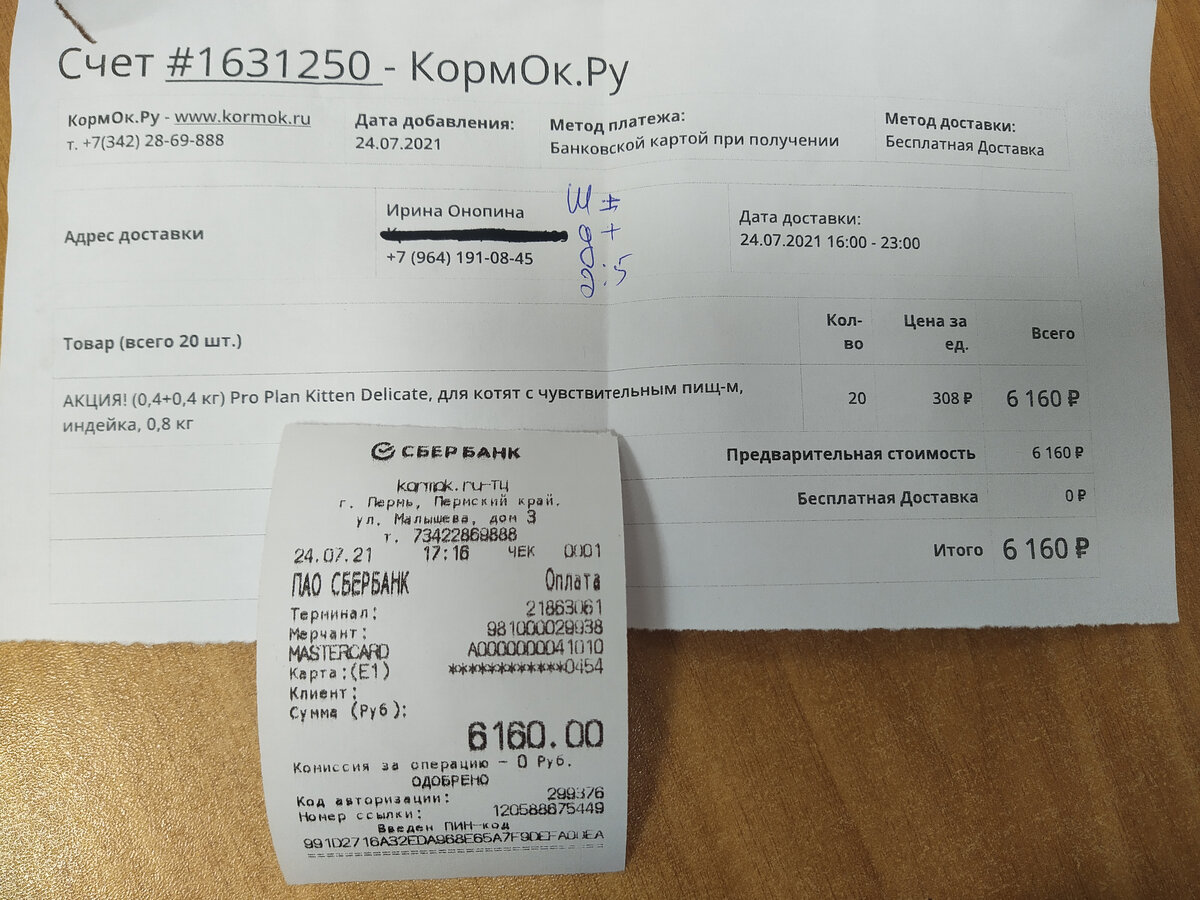 Счет #1631250 - КормОк.Ру
КормОк.Ру - www.kormok.ru
т. +7(342) 28-69-888
Дата добавления:
24.07.2021
Метод платежа:
Банковской картой при получении
Метод доставки:
Бесплатная Доставка
Адрес доставки
Ирина Онопина
+7 (964) 191-08-45
Дата доставки:
24.07.2021 16:00 - 23:00
Товар (всего 20 шт.)
Кол-
во
Цена за
ед.
Всего
АКЦИЯ! (0,4+0,4 кг) Pro Plan Kitten Delicate, для котят с чувствительным пищ-м,
индейка, 0,8 кг
20 308 ₽ 6 160 ₽
Предварительная стоимость 6 160 ₽
Бесплатная Доставка 0 ₽
Итого 6 160 ₽
СБЕРБАНК
kormok.ru-тц
г. Пермь, Пермский край.
ул. Малышева, дом 3
т. 73422869888
24.07.21 17:16 ЧЕК 0001
ПАО СБЕРБАНК Оплата
Терминал: 21863061
Мерчант: 981000029938
MASTERCARD A0000000041010
Карта:(E1) ************0454
Клиент:
Сумма (Руб):
6160.00
Комиссия за операцию - 0 Руб.
ОДОБРЕНО
Код авторизации: 299376
Номер ссылки: 120588675449
Введен ПИН-код